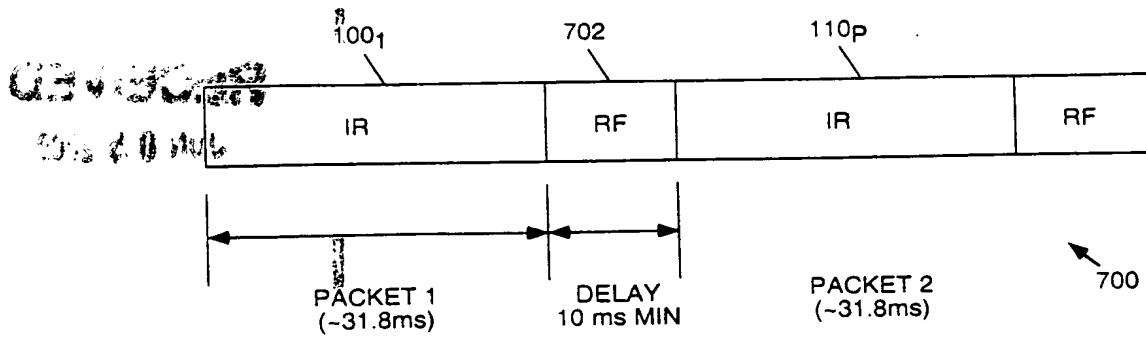 100₁ 702 110P
IR RF IR RF
700
PACKET 1 DELAY PACKET 2
(~31.8ms) 10 ms MIN (~31.8ms)